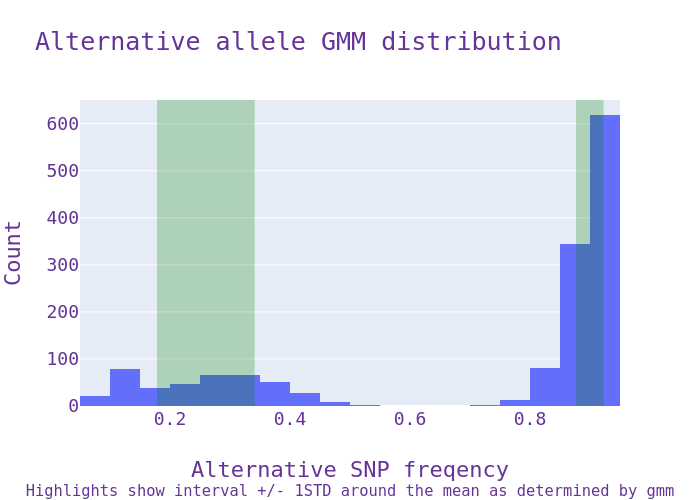 Alternative allele GMM distribution
600
500
400
300
200
100
0
Count
0.2 0.4 0.6 0.8
Alternative SNP freqency
Highlights show interval +/- 1STD around the mean as determined by gmm